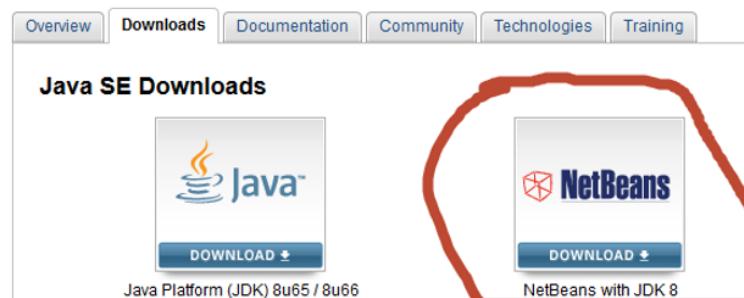 Overview Downloads Documentation Community Technologies Training
Java SE Downloads
Java™ NetBeans
DOWNLOAD DOWNLOAD
Java Platform (JDK) 8u65 / 8u66 NetBeans with JDK 8